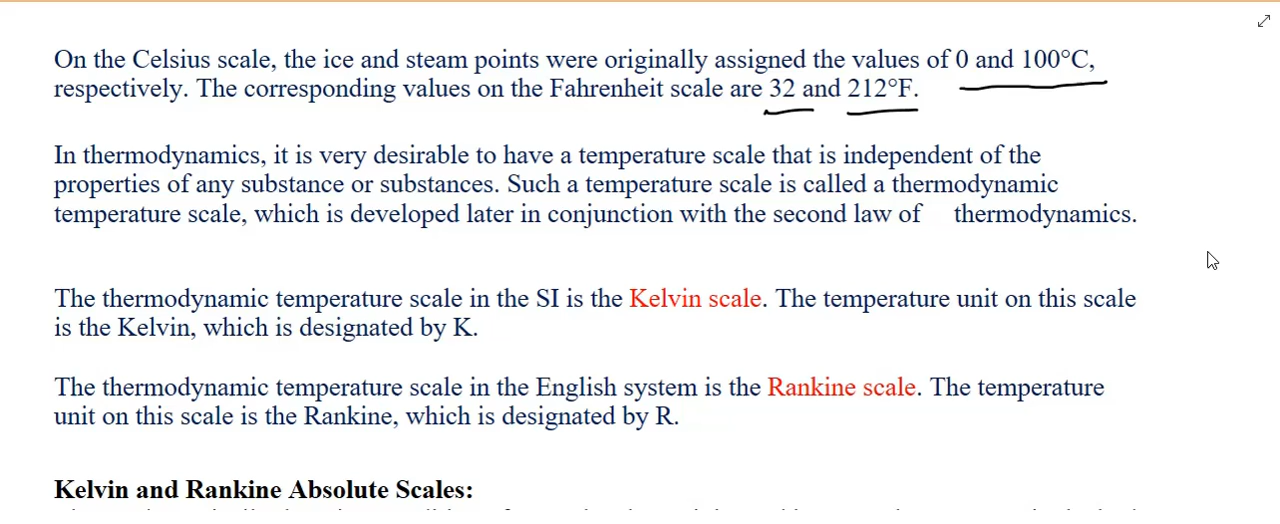 On the Celsius scale, the ice and steam points were originally assigned the values of 0 and 100°C,
respectively. The corresponding values on the Fahrenheit scale are 32 and 212°F.
In thermodynamics, it is very desirable to have a temperature scale that is independent of the
properties of any substance or substances. Such a temperature scale is called a thermodynamic
temperature scale, which is developed later in conjunction with the second law of thermodynamics.
The thermodynamic temperature scale in the SI is the Kelvin scale. The temperature unit on this scale
is the Kelvin, which is designated by K.
The thermodynamic temperature scale in the English system is the Rankine scale. The temperature
unit on this scale is the Rankine, which is designated by R.
Kelvin and Rankine Absolute Scales: